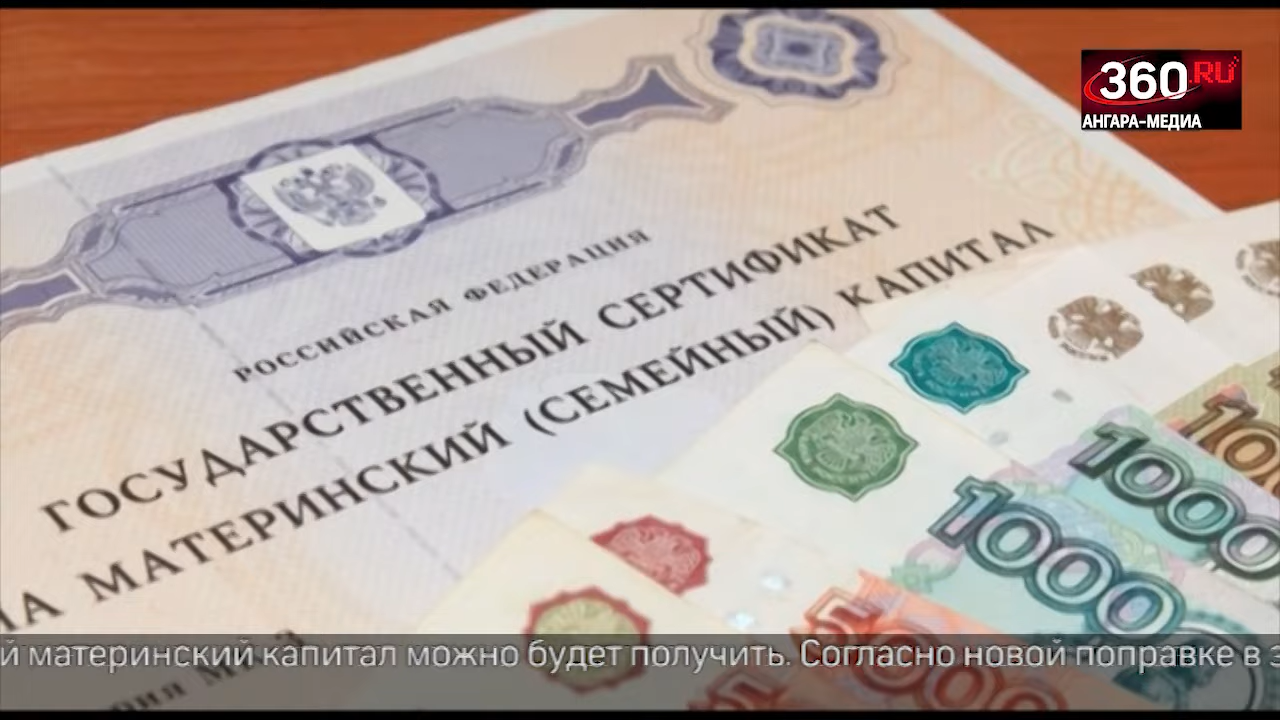 360.RU
АНГАРА-МЕДИА
РОССИЙСКАЯ ФЕДЕРАЦИЯ
ГОСУДАРСТВЕННЫЙ СЕРТИФИКАТ
НА МАТЕРИНСКИЙ (СЕМЕЙНЫЙ) КАПИТАЛ
1000
1000
й материнский капитал можно будет получить. Согласно новой поправке в з